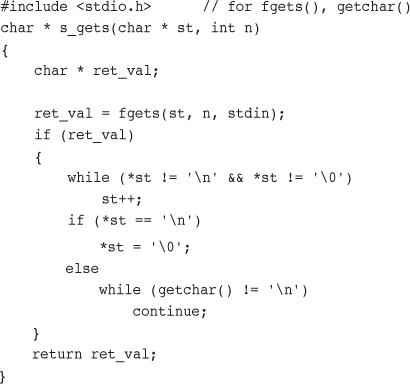 #include <stdio.h>      // for fgets(), getchar()
char * s_gets(char * st, int n)
{
    char * ret_val;

    ret_val = fgets(st, n, stdin);
    if (ret_val)
    {
        while (*st != '\n' && *st != '\0')
            st++;
        if (*st == '\n')
            *st = '\0';
        else
            while (getchar() != '\n')
                continue;
    }
    return ret_val;
}